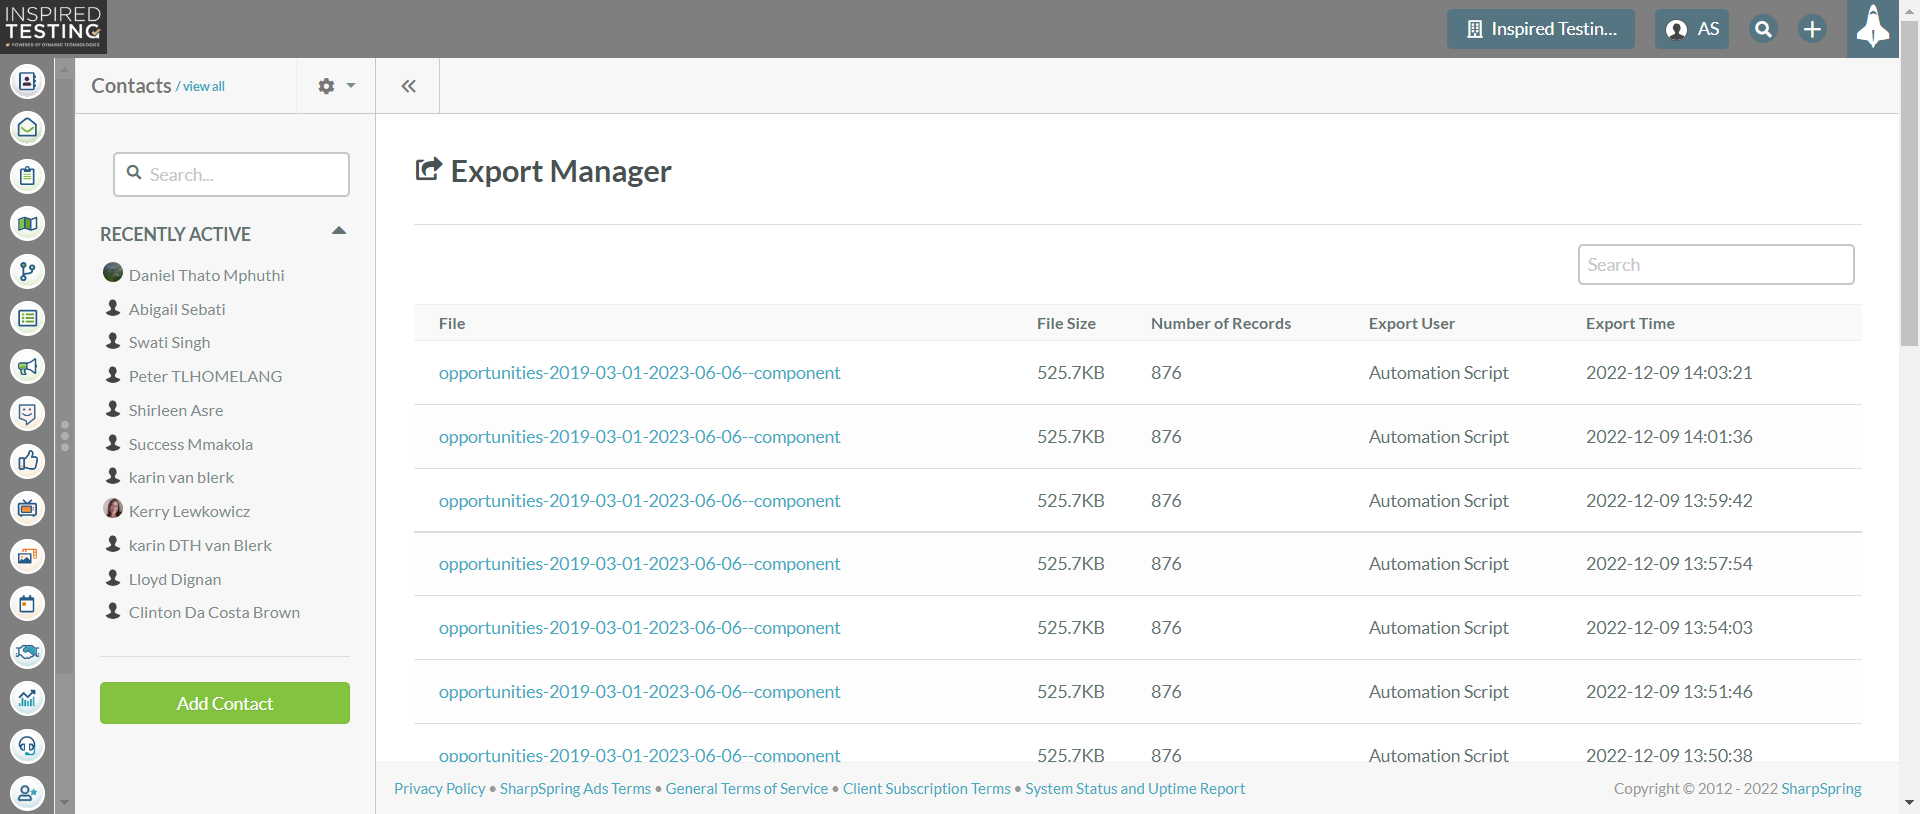 INSPIRED
TESTING
POWERED BY DYNAMIC TECHNOLOGIES
Inspired Testin...
AS
Contacts / view all
Search...
RECENTLY ACTIVE
Daniel Thato Mphuthi
Abigail Sebati
Swati Singh
Peter TLHOMELANG
Shirleen Asre
Success Mmakola
karin van blerk
Kerry Lewkowicz
karin DTH van Blerk
Lloyd Dignan
Clinton Da Costa Brown
Add Contact
Export Manager
Search
File File Size Number of Records Export User Export Time
opportunities-2019-03-01-2023-06-06--component 525.7KB 876 Automation Script 2022-12-09 14:03:21
opportunities-2019-03-01-2023-06-06--component 525.7KB 876 Automation Script 2022-12-09 14:01:36
opportunities-2019-03-01-2023-06-06--component 525.7KB 876 Automation Script 2022-12-09 13:59:42
opportunities-2019-03-01-2023-06-06--component 525.7KB 876 Automation Script 2022-12-09 13:57:54
opportunities-2019-03-01-2023-06-06--component 525.7KB 876 Automation Script 2022-12-09 13:54:03
opportunities-2019-03-01-2023-06-06--component 525.7KB 876 Automation Script 2022-12-09 13:51:46
opportunities-2019-03-01-2023-06-06--component 525.7KB 876 Automation Script 2022-12-09 13:50:38
Privacy Policy • SharpSpring Ads Terms • General Terms of Service • Client Subscription Terms • System Status and Uptime Report
Copyright © 2012 - 2022 SharpSpring